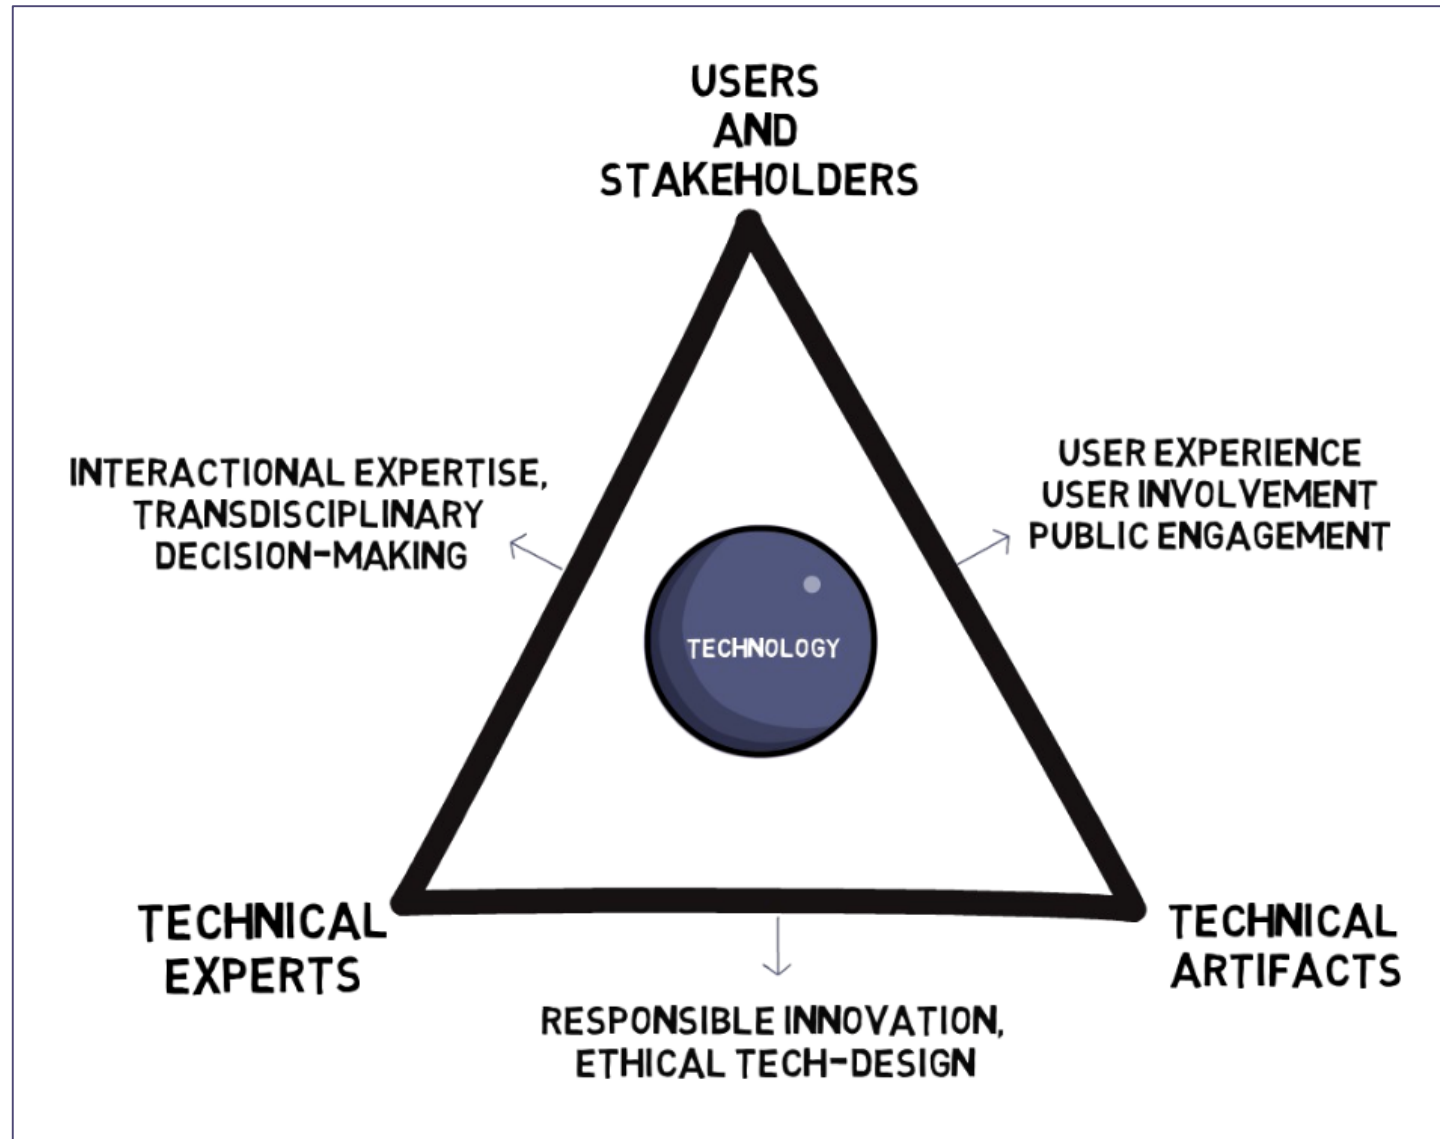 USERS
AND
STAKEHOLDERS
INTERACTIONAL EXPERTISE,
TRANSDISCIPLINARY
DECISION-MAKING
USER EXPERIENCE
USER INVOLVEMENT
PUBLIC ENGAGEMENT
TECHNOLOGY
TECHNICAL
EXPERTS
TECHNICAL
ARTIFACTS
RESPONSIBLE INNOVATION,
ETHICAL TECH-DESIGN